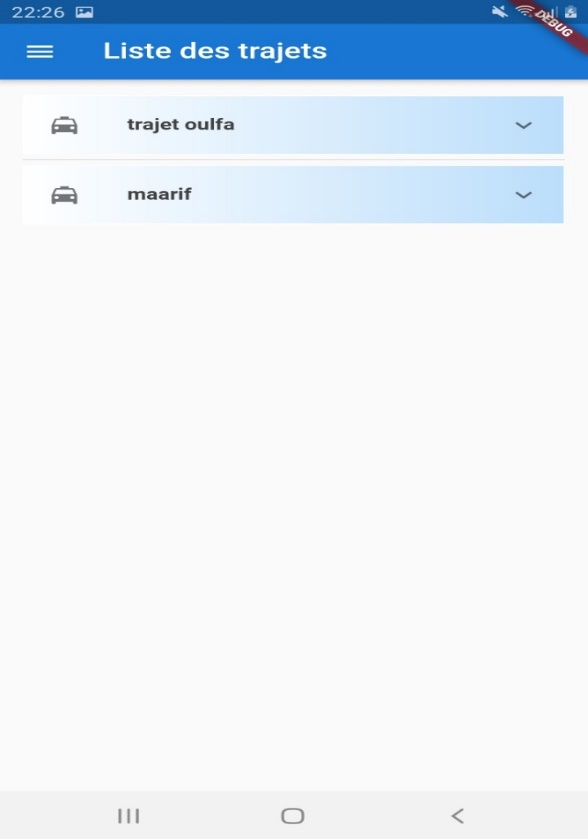 22:26
DEBUG
Liste des trajets
trajet oulfa
maarif